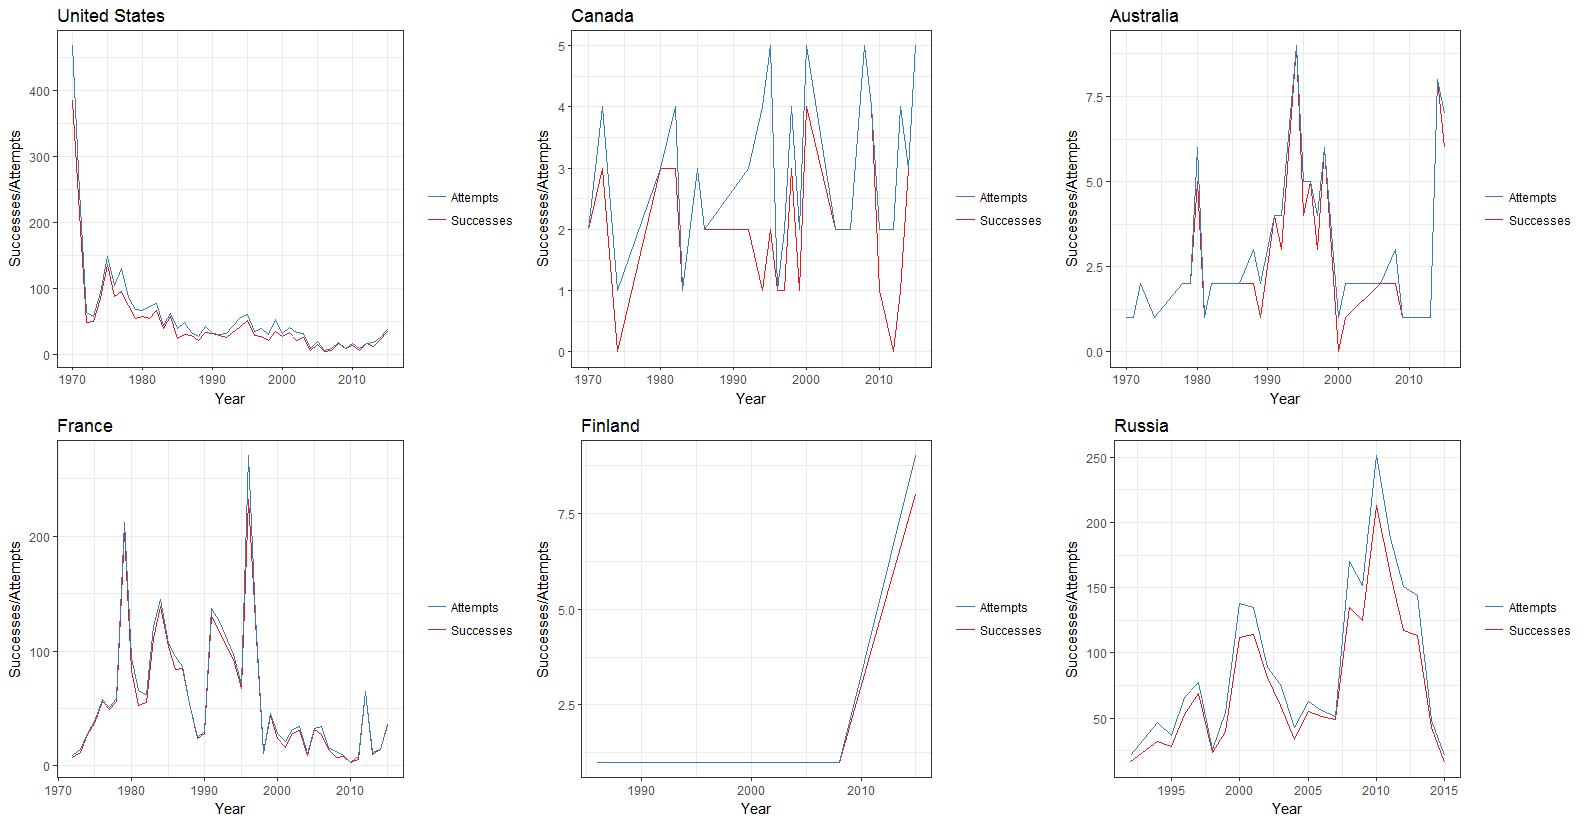 United States
Successes/Attempts
400
300
200
100
0
1970 1980 1990 2000 2010
Year
Attempts
Successes
Canada
Successes/Attempts
5
4
3
2
1
0
1970 1980 1990 2000 2010
Year
Attempts
Successes
Australia
Successes/Attempts
7.5
5.0
2.5
0.0
1970 1980 1990 2000 2010
Year
Attempts
Successes
France
Successes/Attempts
200
100
0
1970 1980 1990 2000 2010
Year
Attempts
Successes
Finland
Successes/Attempts
7.5
5.0
2.5
1990 2000 2010
Year
Attempts
Successes
Russia
Successes/Attempts
250
200
150
100
50
1995 2000 2005 2010 2015
Year
Attempts
Successes